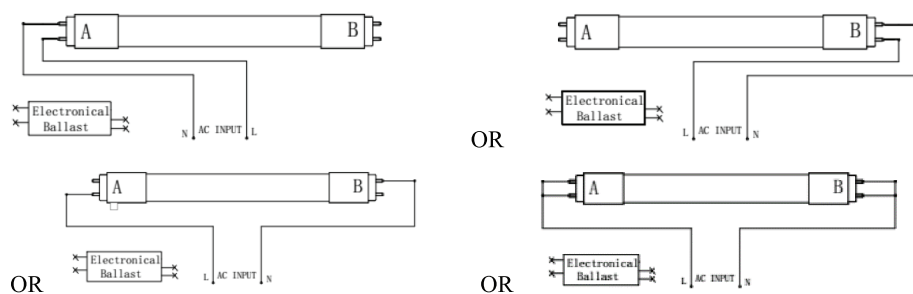 A B
Electronical
Ballast
N AC INPUT L
OR
A B
Electronical
Ballast
L AC INPUT N
OR
A B
Electronical
Ballast
L AC INPUT N
OR
A B
Electronical
Ballast
L AC INPUT N